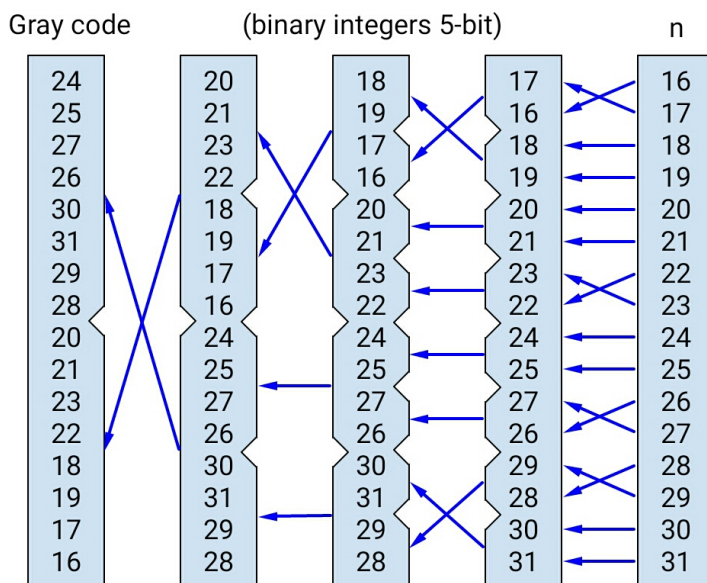 Gray code (binary integers 5-bit) n
24 20 18 17 16
25 21 19 16 17
27 23 17 18 18
26 22 16 19 19
30 18 20 20 20
31 19 21 21 21
29 17 23 23 22
28 16 22 22 23
20 24 24 24 24
21 25 25 25 25
23 27 27 27 26
22 26 26 26 27
18 30 30 29 28
19 31 31 28 29
17 29 29 30 30
16 28 28 31 31